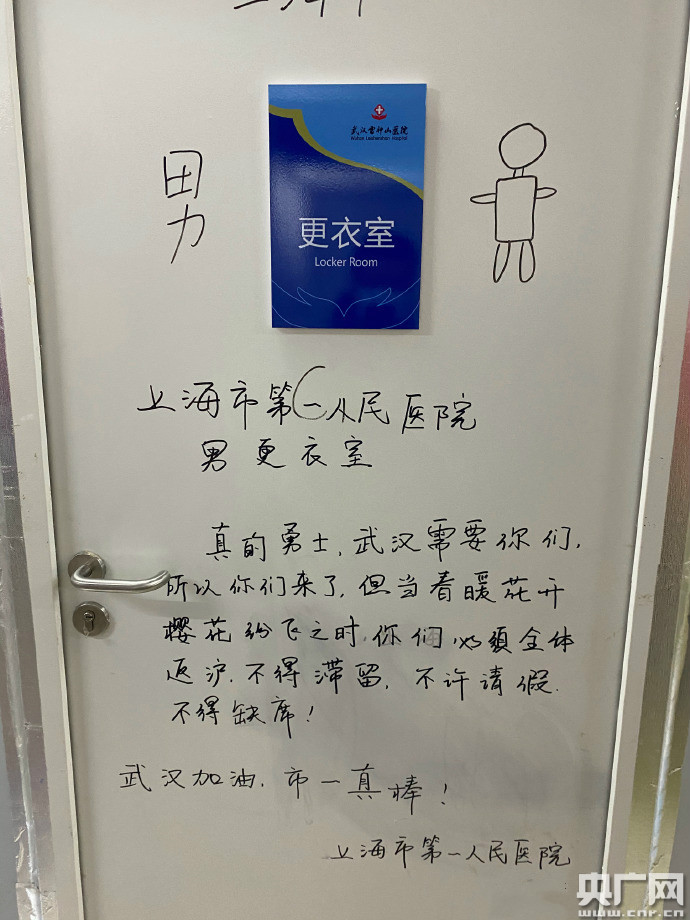 男
武汉雷神山医院
Wuhan Leishenshan Hospital
更衣室
Locker Room
上海市第一人民医院
男更衣室
真的勇士，武汉需要你们，
所以你们来了，但当春暖花开
樱花纷飞之时，你们必须全体
返沪，不得滞留，不许请假，
不得缺席！
武汉加油，市一真棒！
上海市第一人民医院
央广网
www.cnr.cn